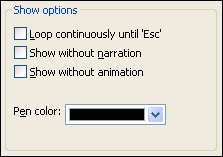 Show options
Loop continuously until 'Esc'
Show without narration
Show without animation
Pen color: